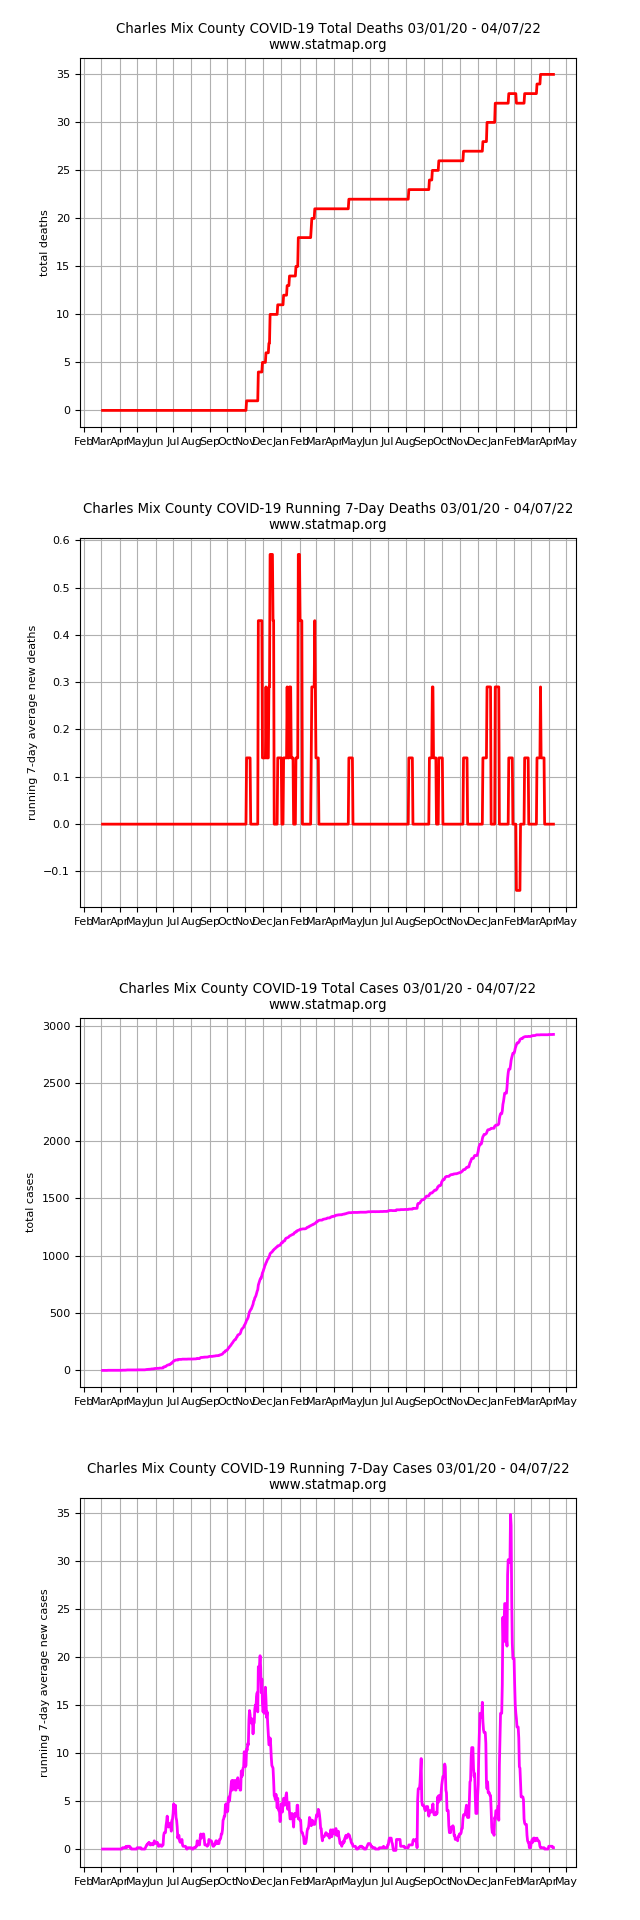 Charles Mix County COVID-19 Total Deaths 03/01/20 - 04/07/22
www.statmap.org
35
30
25
20
15
10
5
0
total deaths
Feb Mar Apr May Jun Jul Aug Sep Oct Nov Dec Jan Feb Mar Apr May Jun Jul Aug Sep Oct Nov Dec Jan Feb Mar Apr May
Charles Mix County COVID-19 Running 7-Day Deaths 03/01/20 - 04/07/22
www.statmap.org
0.6
0.5
0.4
0.3
0.2
0.1
0.0
−0.1
running 7-day average new deaths
Feb Mar Apr May Jun Jul Aug Sep Oct Nov Dec Jan Feb Mar Apr May Jun Jul Aug Sep Oct Nov Dec Jan Feb Mar Apr May
Charles Mix County COVID-19 Total Cases 03/01/20 - 04/07/22
www.statmap.org
3000
2500
2000
1500
1000
500
0
total cases
Feb Mar Apr May Jun Jul Aug Sep Oct Nov Dec Jan Feb Mar Apr May Jun Jul Aug Sep Oct Nov Dec Jan Feb Mar Apr May
Charles Mix County COVID-19 Running 7-Day Cases 03/01/20 - 04/07/22
www.statmap.org
35
30
25
20
15
10
5
0
running 7-day average new cases
Feb Mar Apr May Jun Jul Aug Sep Oct Nov Dec Jan Feb Mar Apr May Jun Jul Aug Sep Oct Nov Dec Jan Feb Mar Apr May